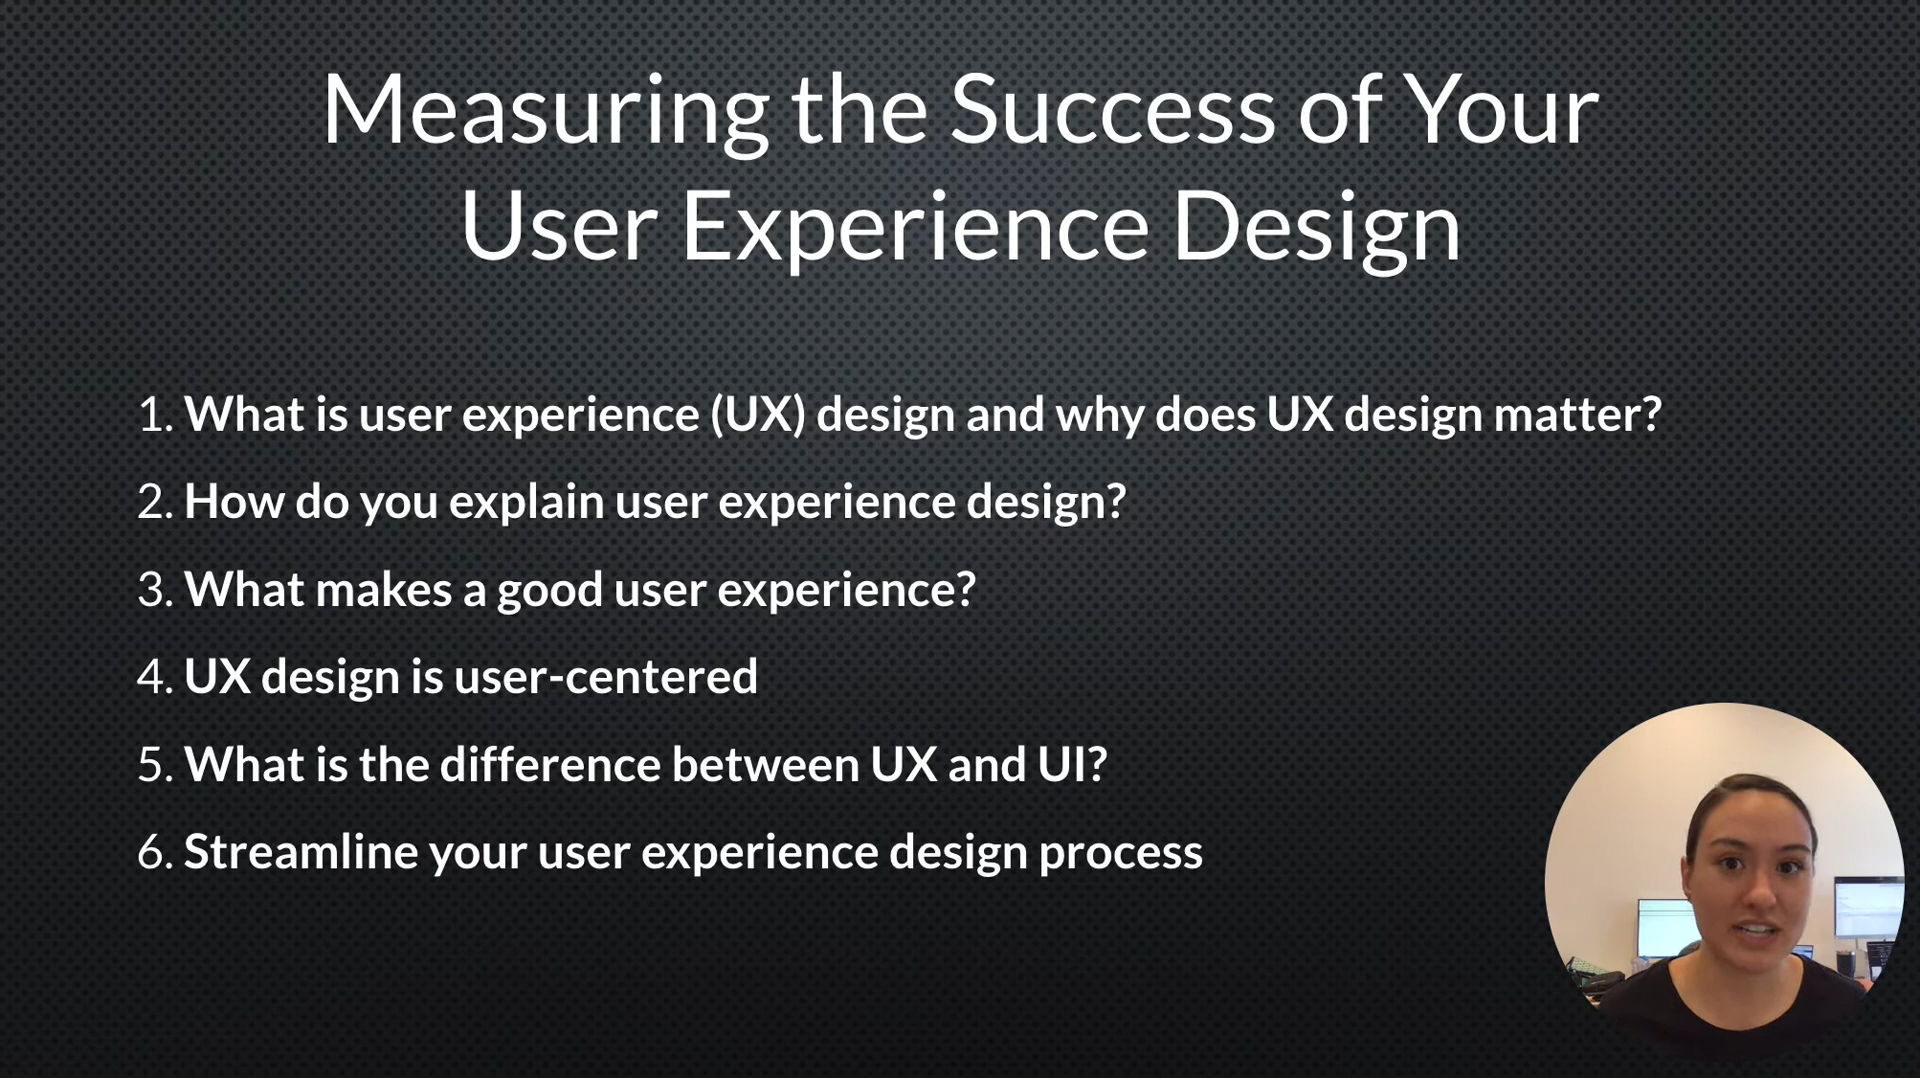 Measuring the Success of Your
User Experience Design
1. What is user experience (UX) design and why does UX design matter?
2. How do you explain user experience design?
3. What makes a good user experience?
4. UX design is user-centered
5. What is the difference between UX and UI?
6. Streamline your user experience design process